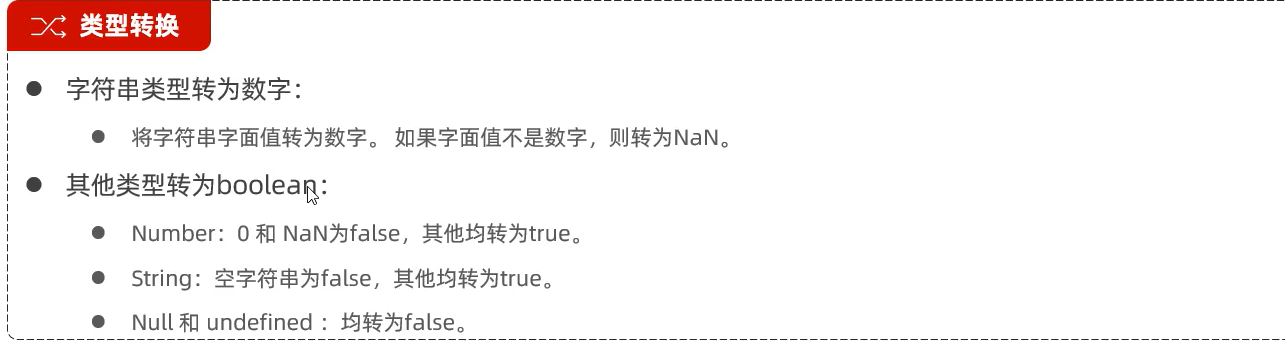 类型转换
字符串类型转为数字：
将字符串字面值转为数字。 如果字面值不是数字，则转为NaN。
其他类型转为boolean：
Number：0 和 NaN为false，其他均转为true。
String：空字符串为false，其他均转为true。
Null 和 undefined ：均转为false。